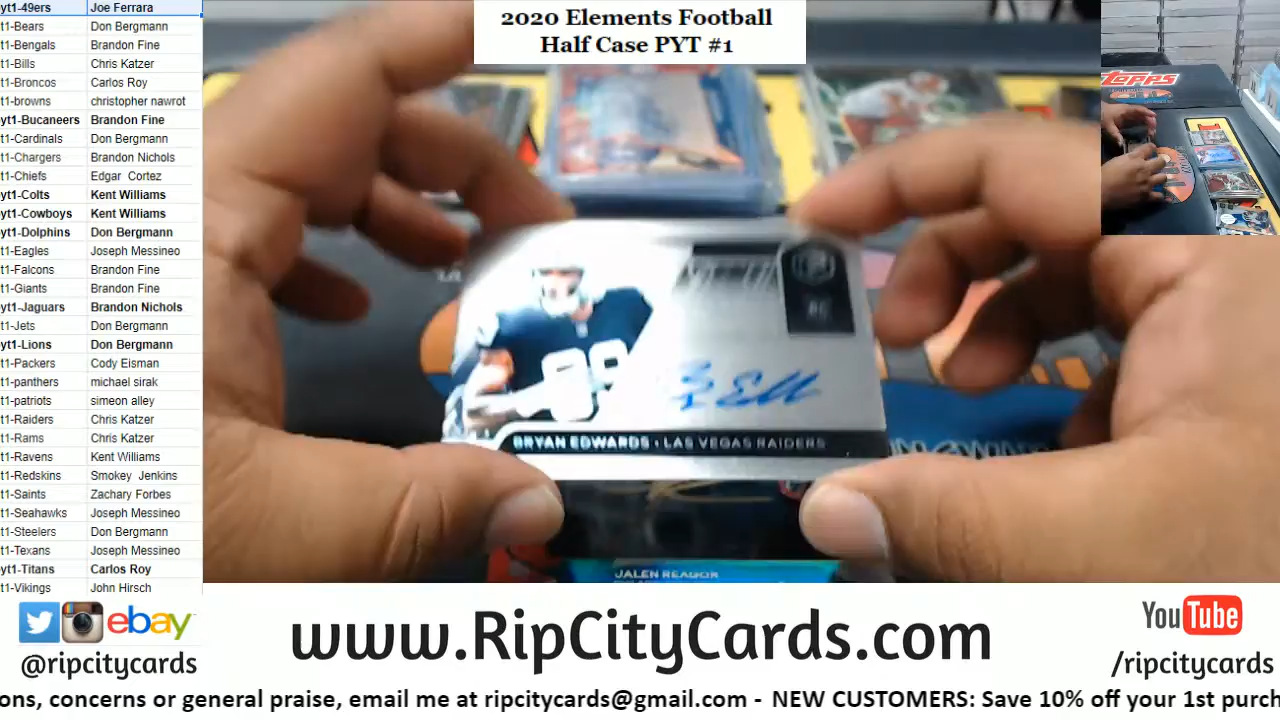 yt1-49ers Joe Ferrara
t1-Bears Don Bergmann
t1-Bengals Brandon Fine
t1-Bills Chris Katzer
t1-Broncos Carlos Roy
t1-browns christopher nawrot
yt1-Bucaneers Brandon Fine
t1-Cardinals Don Bergmann
t1-Chargers Brandon Nichols
t1-Chiefs Edgar Cortez
yt1-Colts Kent Williams
yt1-Cowboys Kent Williams
yt1-Dolphins Don Bergmann
t1-Eagles Joseph Messineo
t1-Falcons Brandon Fine
t1-Giants Brandon Fine
yt1-Jaguars Brandon Nichols
t1-Jets Don Bergmann
yt1-Lions Don Bergmann
t1-Packers Cody Eisman
t1-panthers michael sirak
t1-patriots simeon alley
t1-Raiders Chris Katzer
t1-Rams Chris Katzer
t1-Ravens Kent Williams
t1-Redskins Smokey Jenkins
t1-Saints Zachary Forbes
t1-Seahawks Joseph Messineo
t1-Steelers Don Bergmann
t1-Texans Joseph Messineo
yt1-Titans Carlos Roy
t1-Vikings John Hirsch
2020 Elements Football
Half Case PYT #1
topps
RC
89
BRYAN EDWARDS • LAS VEGAS RAIDERS
JALEN REAGOR
ebay
@ripcitycards
www.RipCityCards.com
YouTube
/ripcitycards
ons, concerns or general praise, email me at ripcitycards@gmail.com - NEW CUSTOMERS: Save 10% off your 1st purch